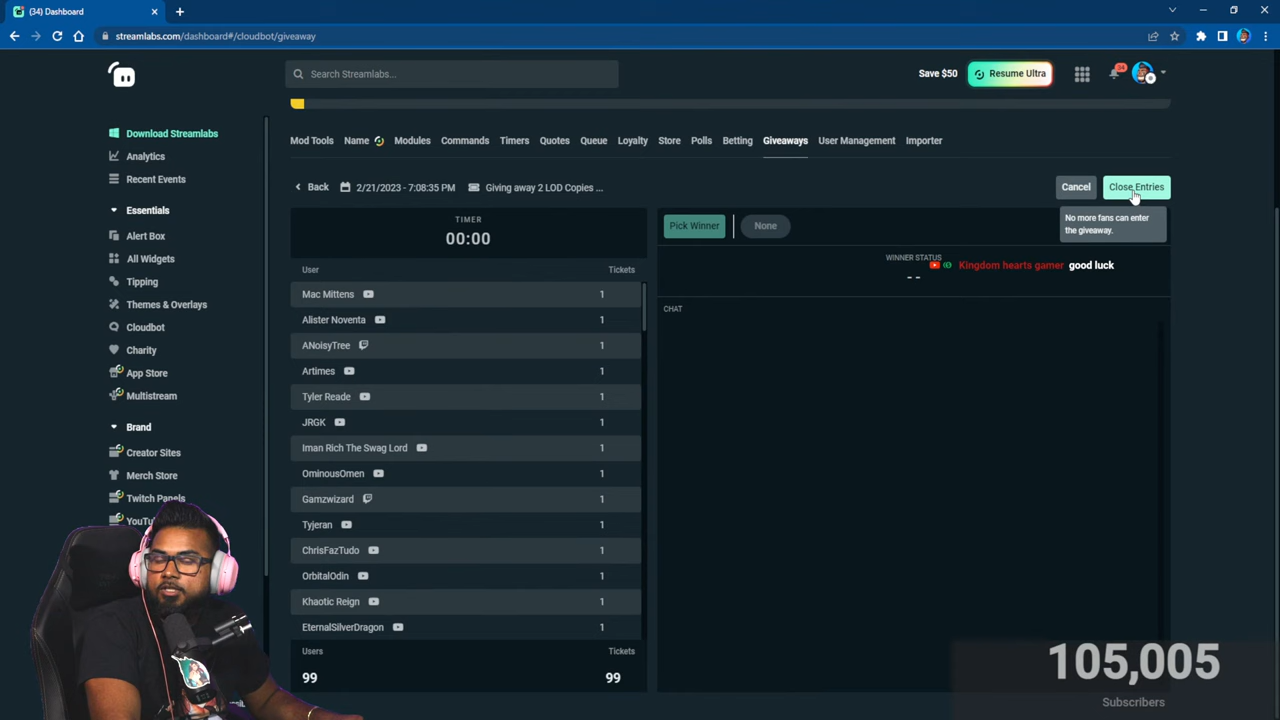 (34) Dashboard
streamlabs.com/dashboard#/cloudbot/giveaway
Search Streamlabs...
Save $50
Resume Ultra
34
Download Streamlabs
Analytics
Recent Events
Essentials
Alert Box
All Widgets
Tipping
Themes & Overlays
Cloudbot
Charity
App Store
Multistream
Brand
Creator Sites
Merch Store
Twitch Panels
YouTu
Mod Tools
Name
Modules
Commands
Timers
Quotes
Queue
Loyalty
Store
Polls
Betting
Giveaways
User Management
Importer
Back
2/21/2023 - 7:08:35 PM
Giving away 2 LOD Copies ...
Cancel
Close Entries
No more fans can enter
the giveaway.
TIMER
00:00
User Tickets
Mac Mittens 1
Alister Noventa 1
ANoisyTree 1
Artimes 1
Tyler Reade 1
JRGK 1
Iman Rich The Swag Lord 1
OminousOmen 1
Gamzwizard 1
Tyjeran 1
ChrisFazTudo 1
OrbitalOdin 1
Khaotic Reign 1
EternalSilverDragon 1
Users Tickets
99 99
Pick Winner
None
WINNER STATUS
Kingdom hearts gamer good luck
- -
CHAT
105,005
Subscribers